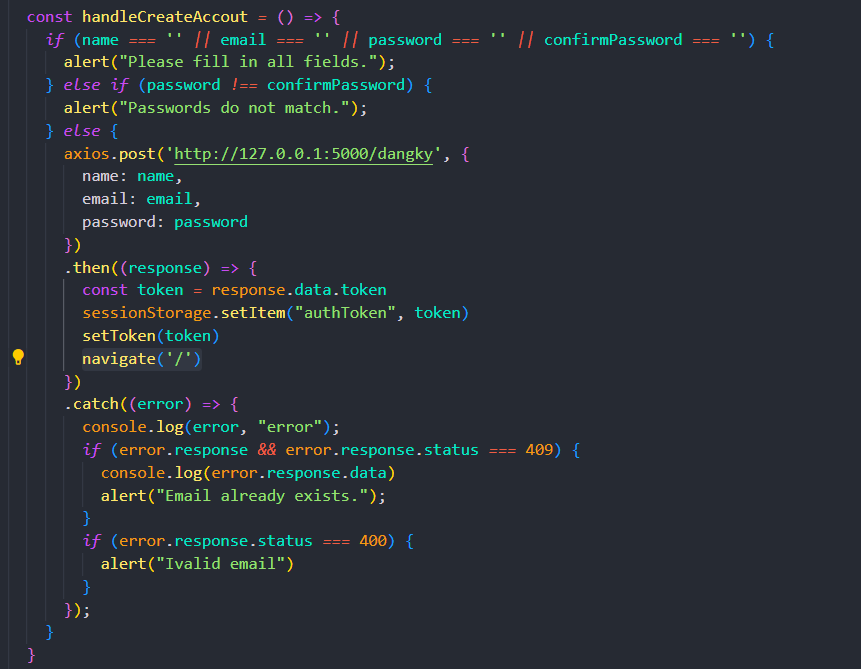 const handleCreateAccout = () => {
if (name === '' || email === '' || password === '' || confirmPassword === '') {
alert("Please fill in all fields.");
} else if (password !== confirmPassword) {
alert("Passwords do not match.");
} else {
axios.post('http://127.0.0.1:5000/dangky', {
name: name,
email: email,
password: password
})
.then((response) => {
const token = response.data.token
sessionStorage.setItem("authToken", token)
setToken(token)
navigate('/')
})
.catch((error) => {
console.log(error, "error");
if (error.response && error.response.status === 409) {
console.log(error.response.data)
alert("Email already exists.");
}
if (error.response.status === 400) {
alert("Ivalid email")
}
});
}
}